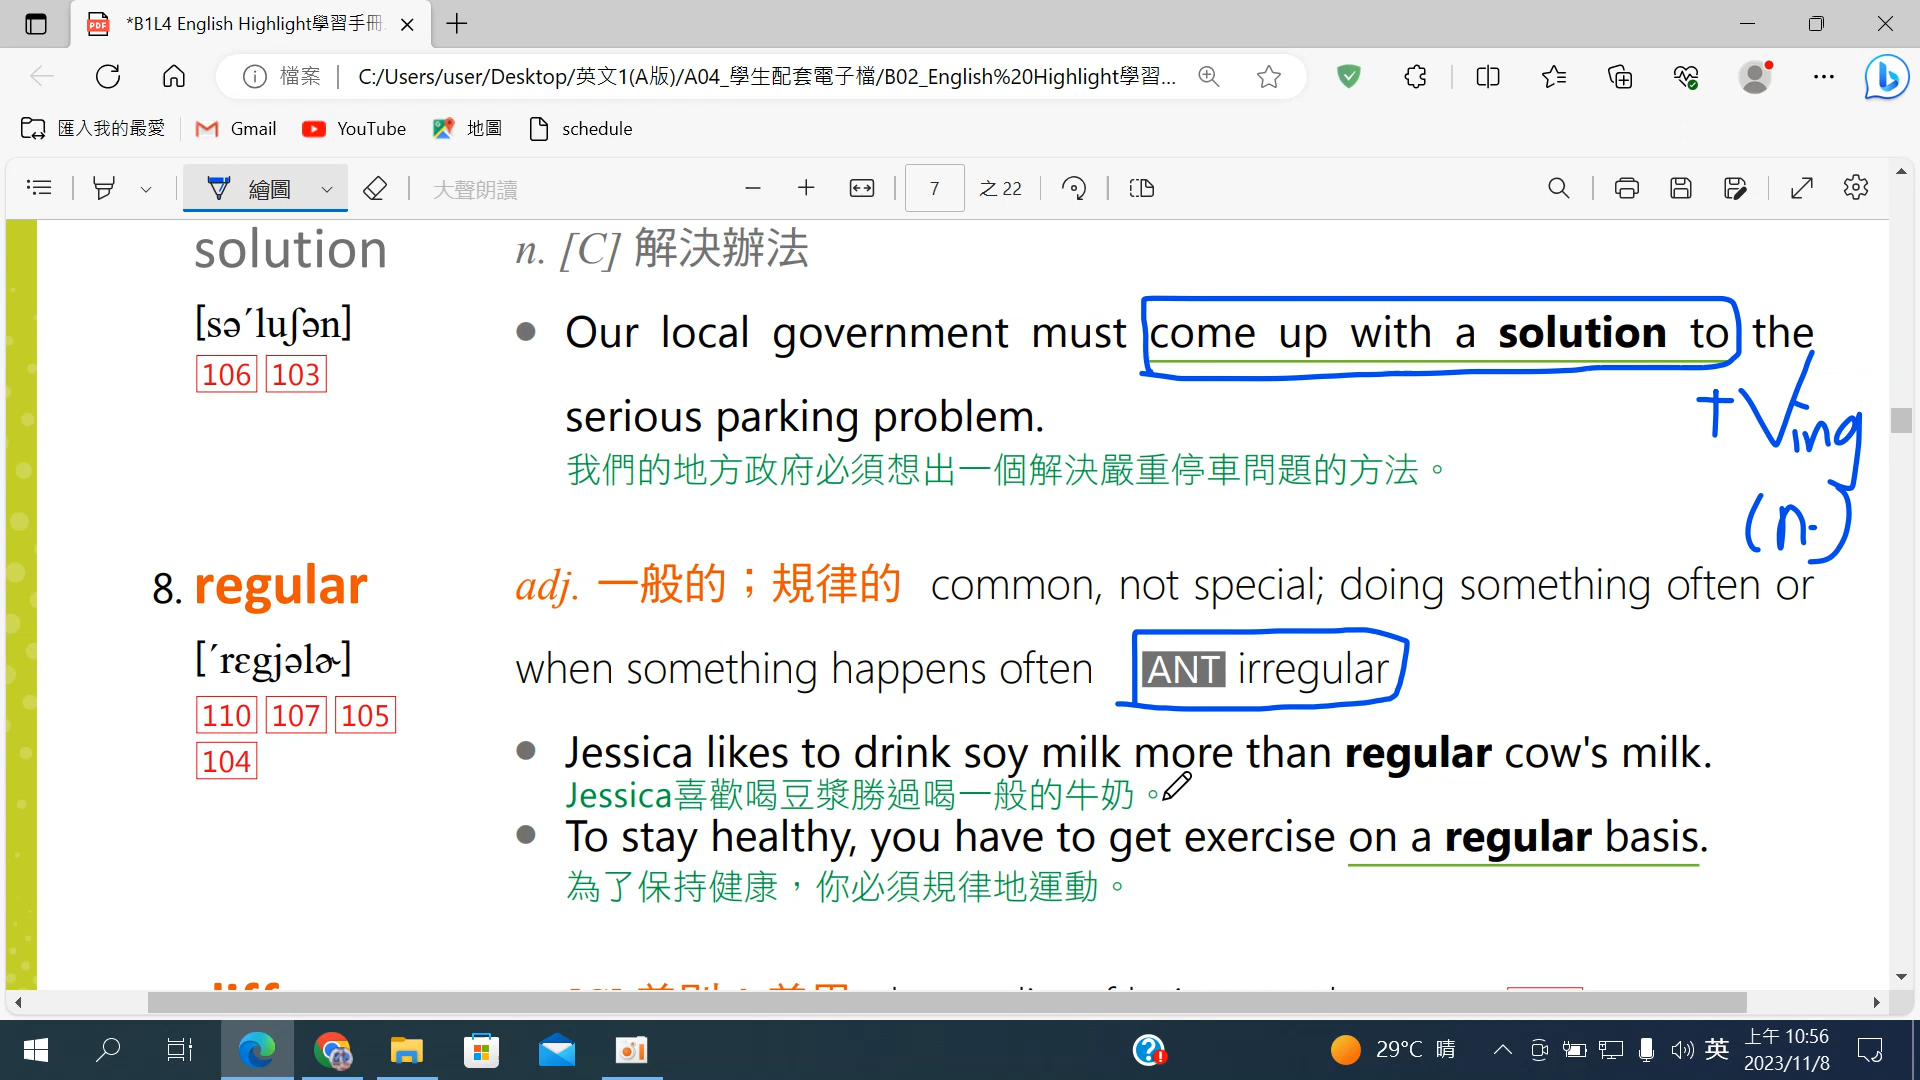 *B1L4 English Highlight學習手冊
檔案
C:/Users/user/Desktop/英文1(A版)/A04_學生配套電子檔/B02_English%20Highlight學習...
匯入我的最愛
Gmail
YouTube
地圖
schedule
繪圖
大聲朗讀
7
之 22
solution
n. [C] 解決辦法
[səˊluʃən]
106 103
Our local government must come up with a solution to the
serious parking problem.
+Ving
(n.)
我們的地方政府必須想出一個解決嚴重停車問題的方法。
8. regular
adj. 一般的；規律的 common, not special; doing something often or
when something happens often ANT irregular
[ˊrɛgjələ˞]
110 107 105
104
Jessica likes to drink soy milk more than regular cow's milk.
Jessica喜歡喝豆漿勝過喝一般的牛奶。
To stay healthy, you have to get exercise on a regular basis.
為了保持健康，你必須規律地運動。
29°C 晴
英
上午 10:56
2023/11/8